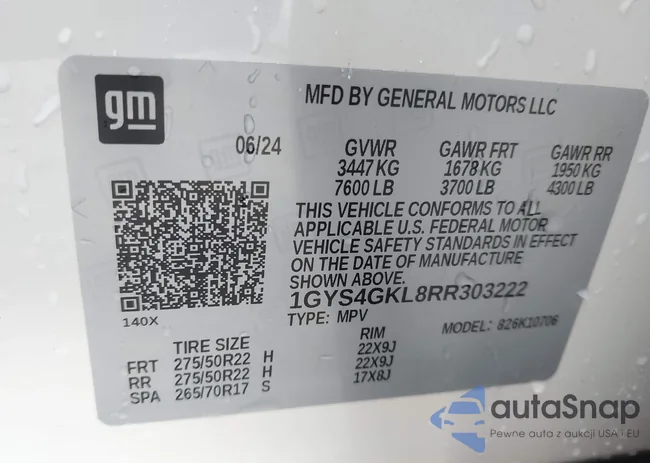 gm
MFD BY GENERAL MOTORS LLC
06/24 GVWR GAWR FRT GAWR RR
3447 KG 1678 KG 1950 KG
7600 LB 3700 LB 4300 LB
THIS VEHICLE CONFORMS TO ALL
APPLICABLE U.S. FEDERAL MOTOR
VEHICLE SAFETY STANDARDS IN EFFECT
ON THE DATE OF MANUFACTURE
SHOWN ABOVE.
1GYS4GKL8RR303222
140X TYPE: MPV MODEL: 826K10706
TIRE SIZE RIM
FRT 275/50R22 H 22X9J
RR 275/50R22 H 22X9J
SPA 265/70R17 S 17X8J
autaSnap
Pewne auta z aukcji USA i EU